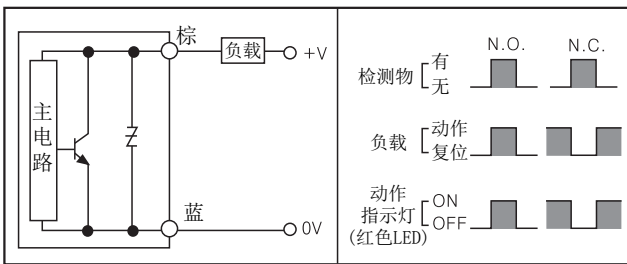 棕
负载
+V
主电路
蓝
0V
N.O. N.C.
检测物 有
无
负载 动作
复位
动作
指示灯
(红色LED)
ON
OFF